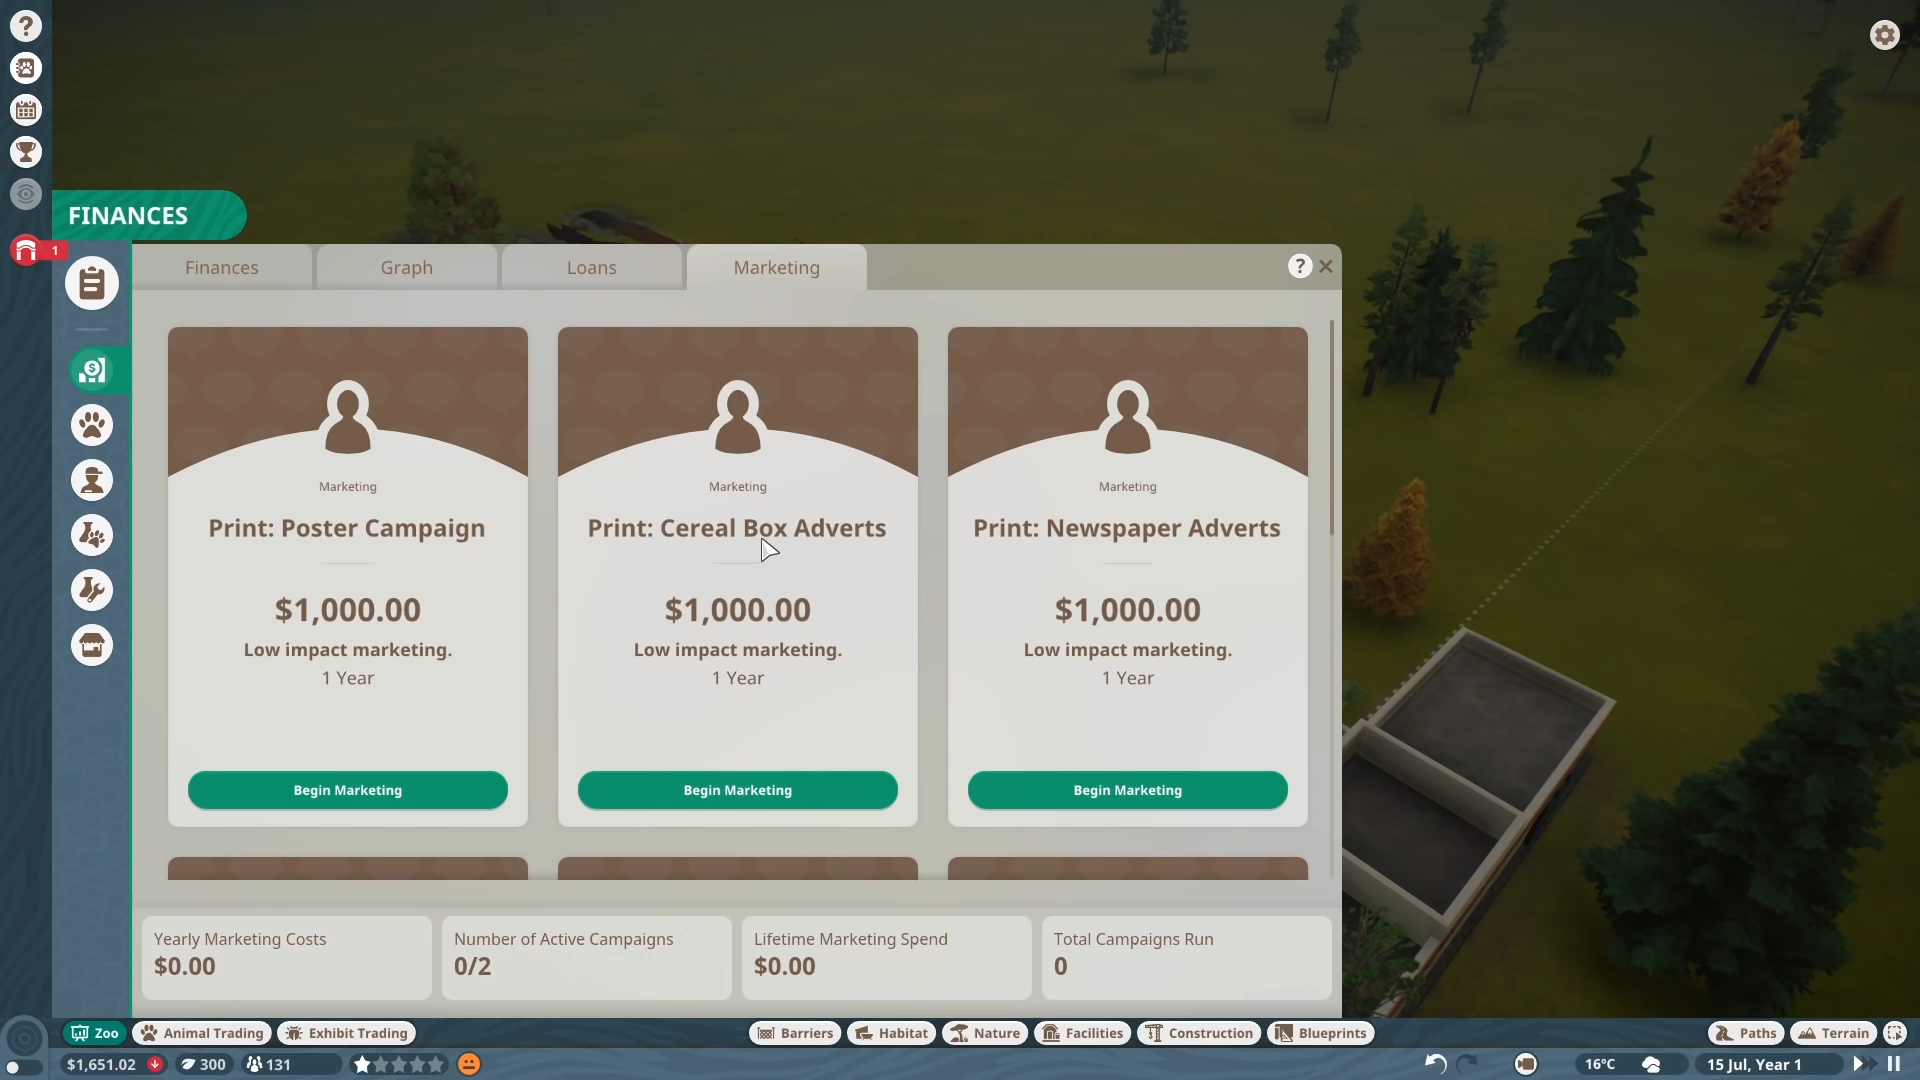 FINANCES
1
Finances
Graph
Loans
Marketing
?
Marketing
Print: Poster Campaign
$1,000.00
Low impact marketing.
1 Year
Begin Marketing
Marketing
Print: Cereal Box Adverts
$1,000.00
Low impact marketing.
1 Year
Begin Marketing
Marketing
Print: Newspaper Adverts
$1,000.00
Low impact marketing.
1 Year
Begin Marketing
Yearly Marketing Costs
$0.00
Number of Active Campaigns
0/2
Lifetime Marketing Spend
$0.00
Total Campaigns Run
0
Zoo
Animal Trading
Exhibit Trading
Barriers
Habitat
Nature
Facilities
Construction
Blueprints
Paths
Terrain
$1,651.02
300
131
16°C
15 Jul, Year 1